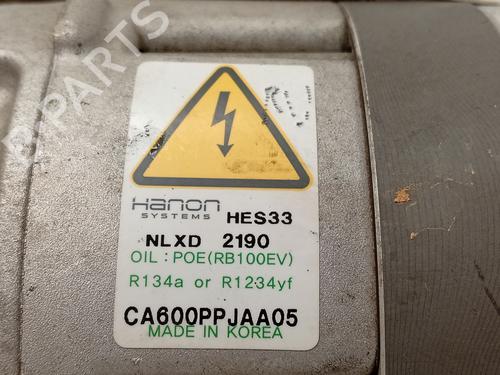 B-PARTS
Hanon
SYSTEMS
HES33
NLXD 2190
OIL : POE(RB100EV)
R134a or R1234yf
CA600PPJAA05
MADE IN KOREA